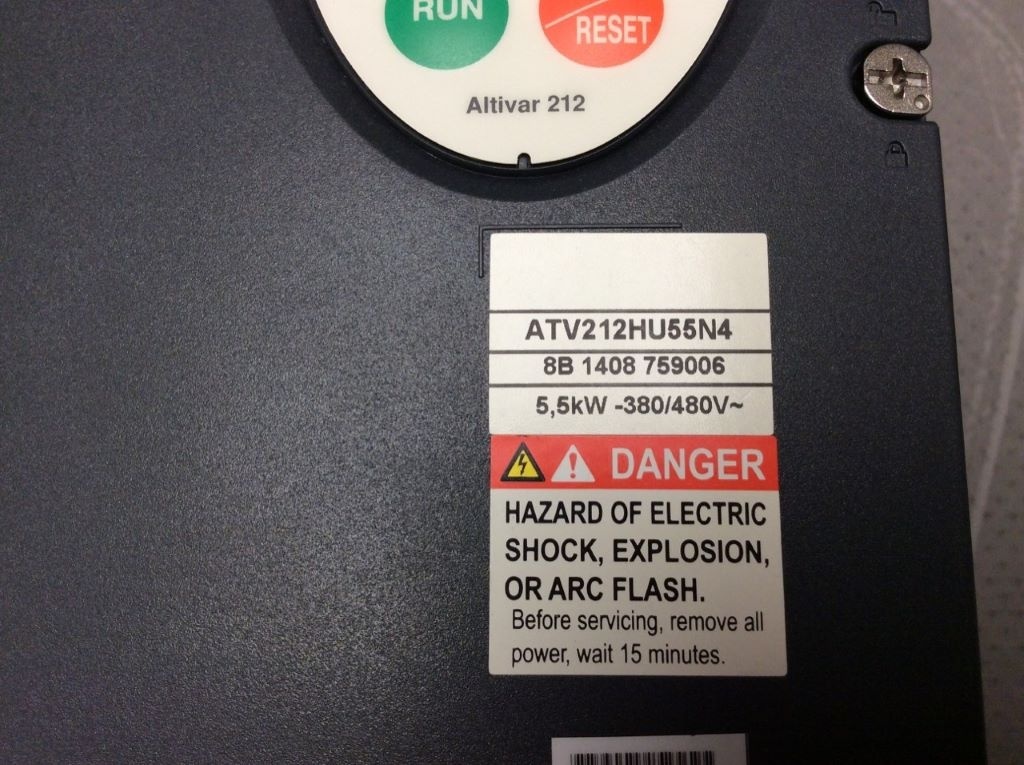 RUN
RESET
Altivar 212
ATV212HU55N4
8B 1408 759006
5,5kW -380/480V~
DANGER
HAZARD OF ELECTRIC
SHOCK, EXPLOSION,
OR ARC FLASH.
Before servicing, remove all
power, wait 15 minutes.